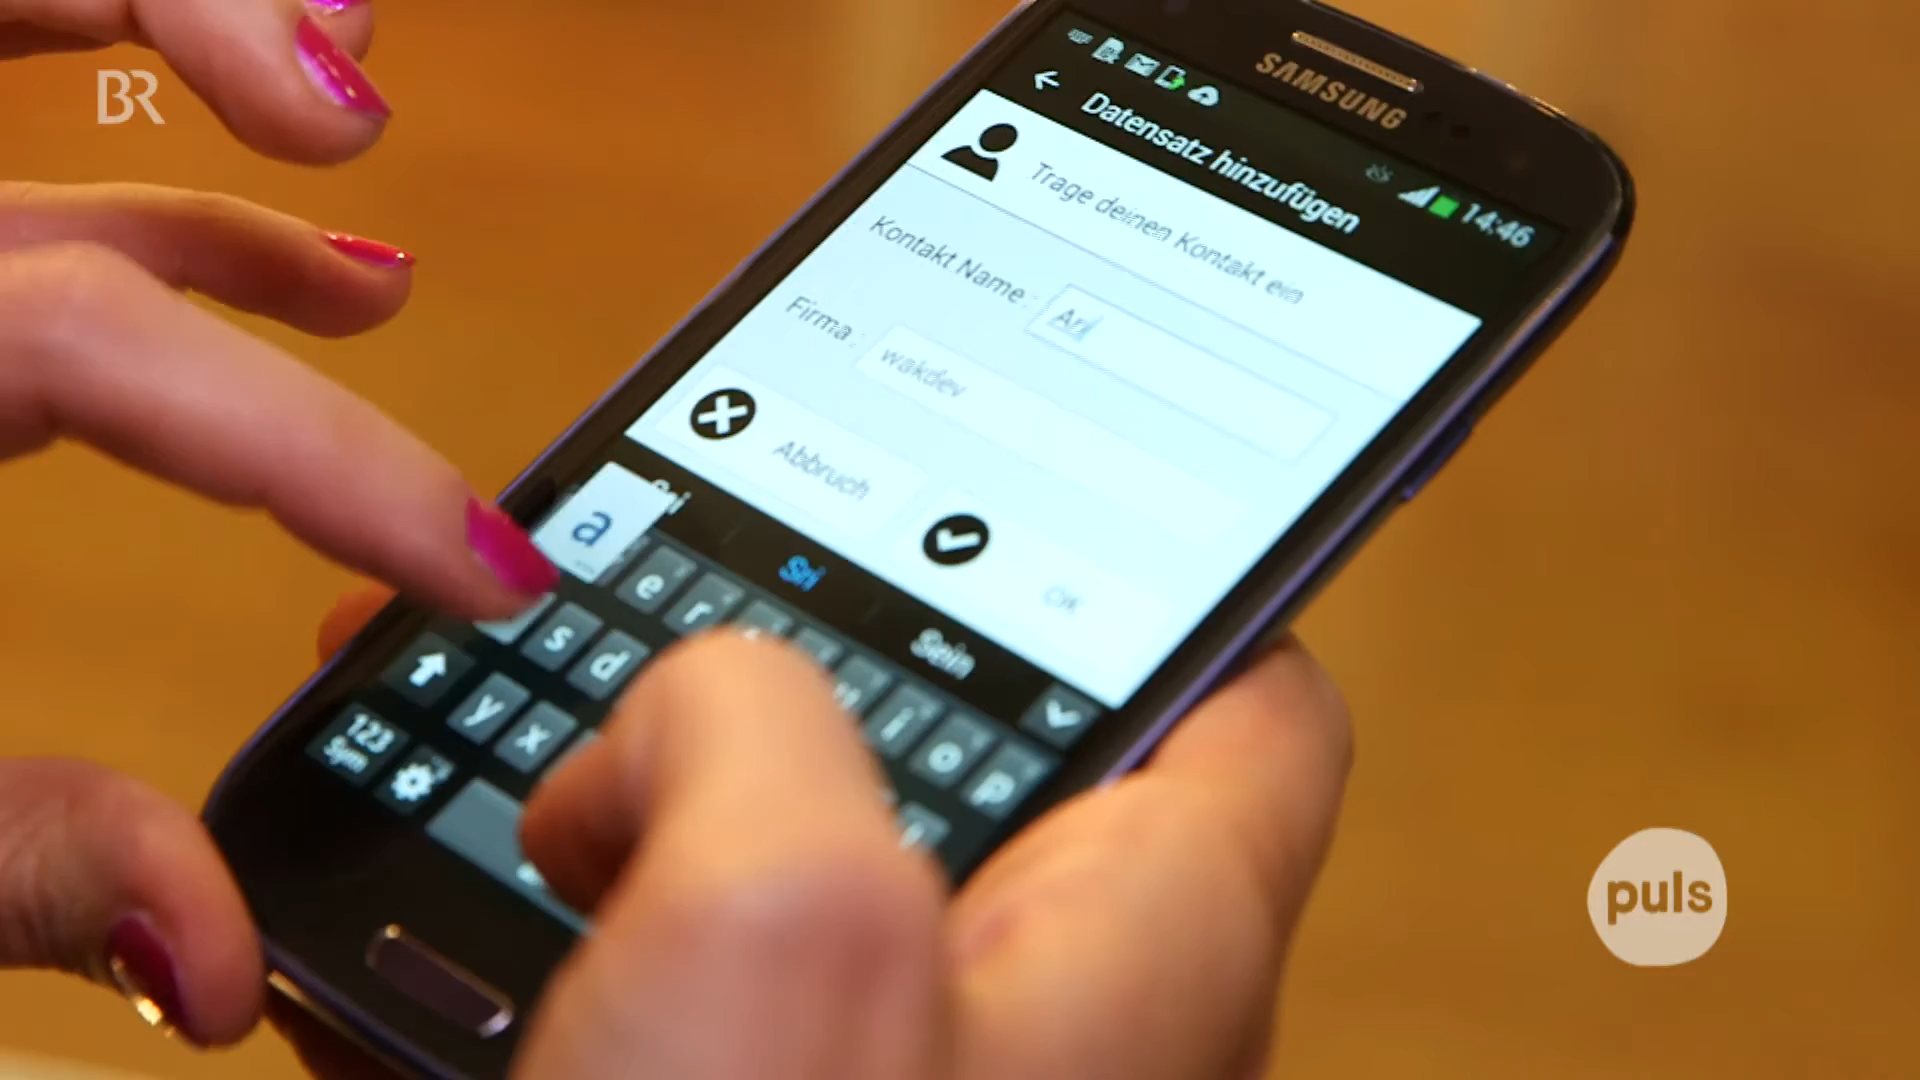 BR
SAMSUNG
14:46
Datensatz hinzufügen
Trage deinen Kontakt ein
Kontakt Name :
Firma :
wakdev
Abbruch
OK
a
Sri
Sein
e r u i o p
s d
y x
123
Sym
puls